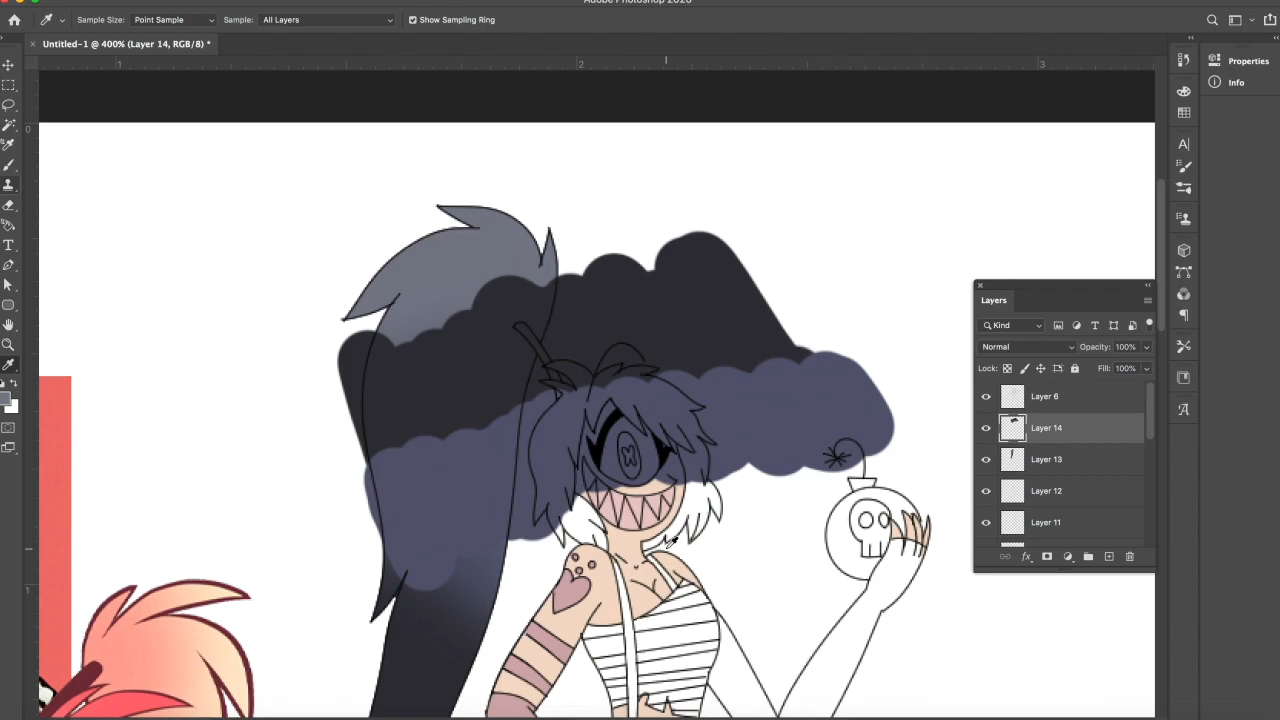 Adobe Photoshop 2020
Sample Size: Point Sample Sample: All Layers Show Sampling Ring
Untitled-1 @ 400% (Layer 14, RGB/8) *
1 2 3
0
1
Properties
Info
Layers
Kind
Normal Opacity: 100%
Lock: Fill: 100%
Layer 6
Layer 14
Layer 13
Layer 12
Layer 11